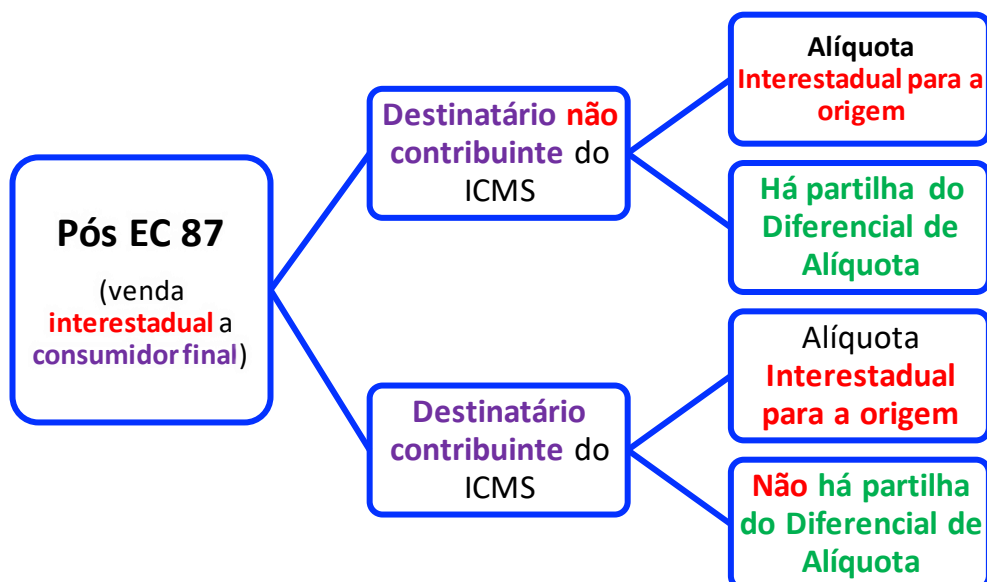 Pós EC 87
(venda
interestadual a
consumidor final)
Destinatário não
contribuinte do
ICMS
Alíquota
Interestadual para a
origem
Há partilha do
Diferencial de
Alíquota
Destinatário
contribuinte do
ICMS
Alíquota
Interestadual
para a origem
Não há partilha
do Diferencial de
Alíquota